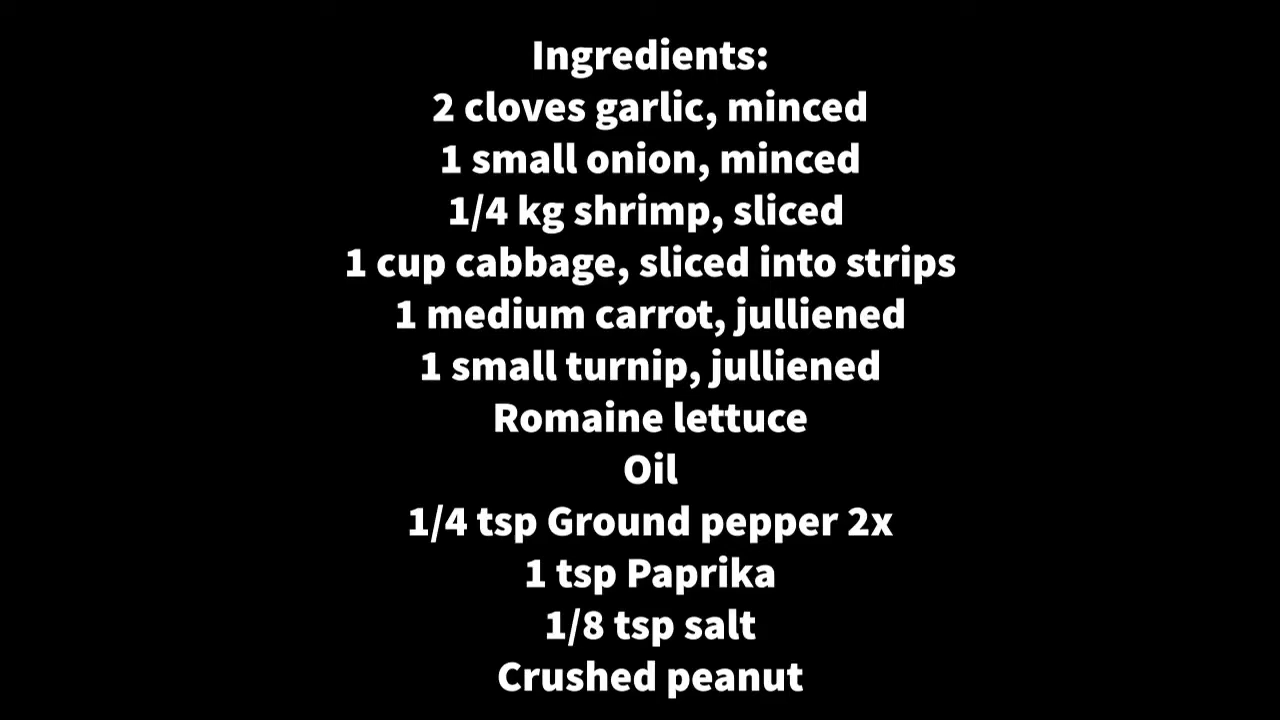 Ingredients:
2 cloves garlic, minced
1 small onion, minced
1/4 kg shrimp, sliced
1 cup cabbage, sliced into strips
1 medium carrot, julliened
1 small turnip, julliened
Romaine lettuce
Oil
1/4 tsp Ground pepper 2x
1 tsp Paprika
1/8 tsp salt
Crushed peanut